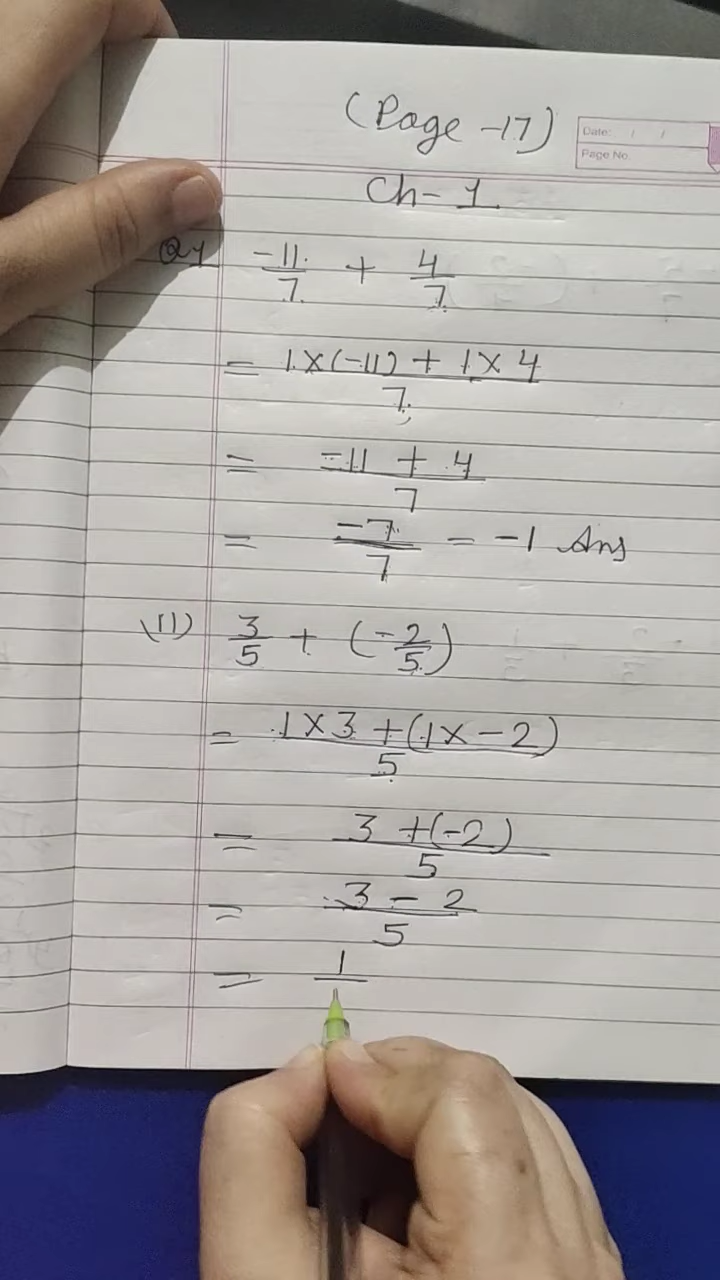 (Page -17)
Date: / /
Page No.
Ch- 1
Q1 -11/7 + 4/7
= 1×(-11) + 1×4 / 7
= -11 + 4 / 7
= -7/7 = -1 Ans
(11) 3/5 + (-2/5)
= 1×3 +(1×-2) / 5
= 3 +(-2) / 5
= 3 - 2 / 5
= 1/